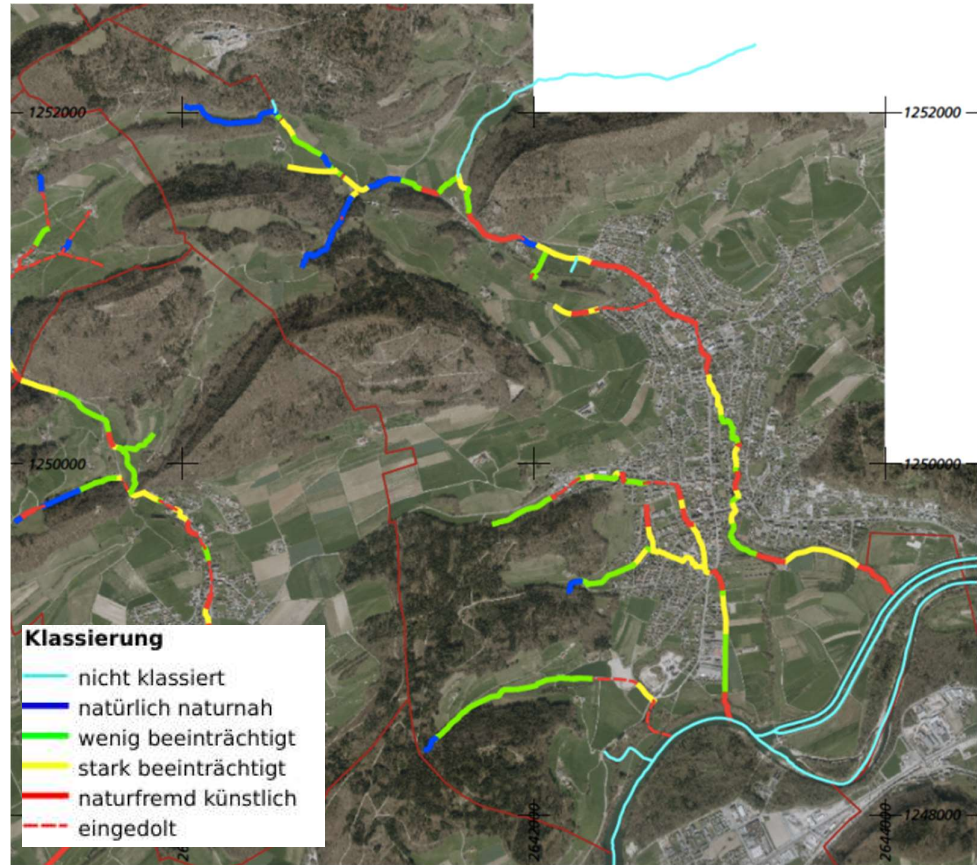 1252000
1252000
1250000
1250000
Klassierung
nicht klassiert
natürlich naturnah
wenig beeinträchtigt
stark beeinträchtigt
naturfremd künstlich
eingedolt
2642000
2644000
1248000